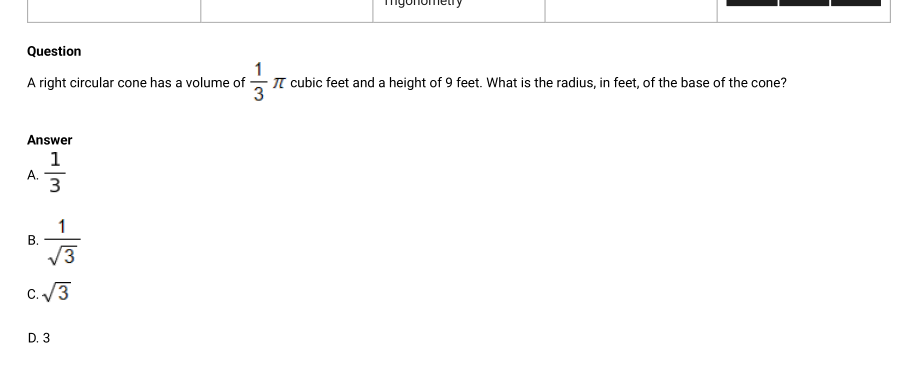 Trigonometry
Question
A right circular cone has a volume of 1/3 π cubic feet and a height of 9 feet. What is the radius, in feet, of the base of the cone?
Answer
A. 1/3
B. 1/√3
C. √3
D. 3